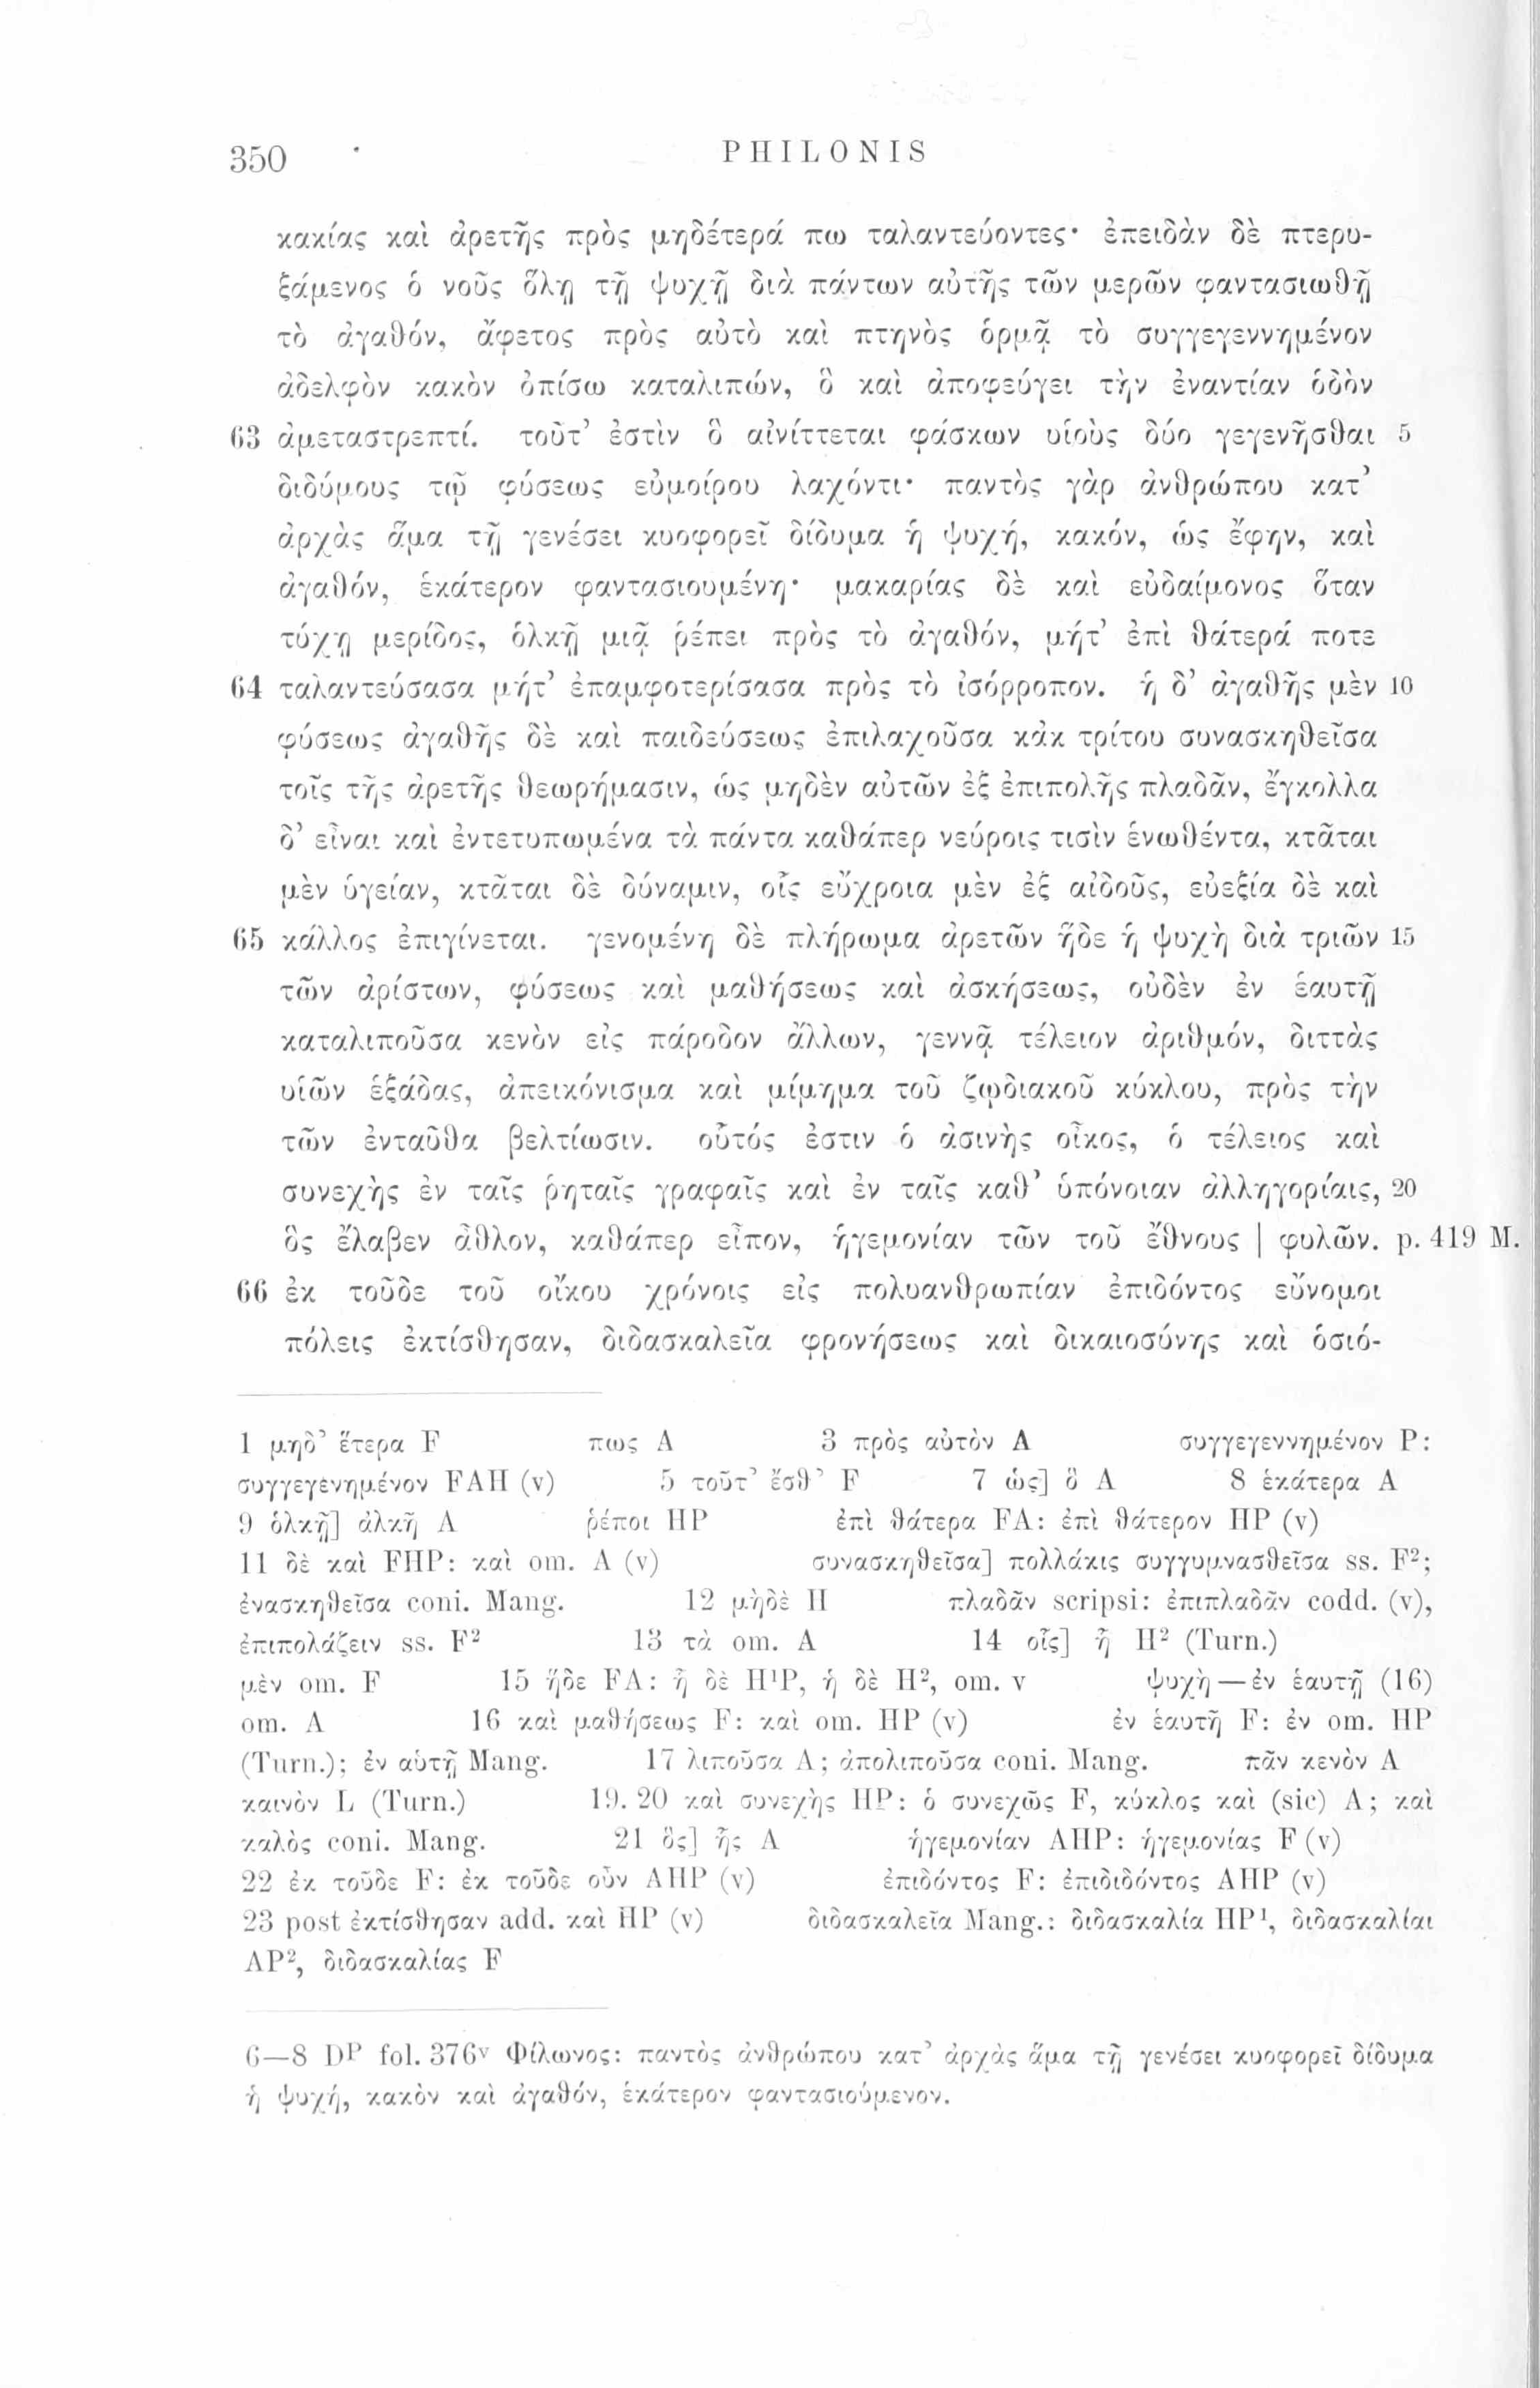 350
PHILONIS
κακίας καὶ ἀρετῆς πρὸς μηδέτερά πω ταλαντεύοντες· ἐπειδὰν δὲ πτερυ-
ξάμενος ὁ νοῦς ὅλῃ τῇ ψυχῇ διὰ πάντων αὐτῆς τῶν μερῶν φαντασιωθῇ
τὸ ἀγαθόν, ἄφετος πρὸς αὐτὸ καὶ πτηνὸς ὁρμᾷ τὸ συγγεγεννημένον
ἀδελφὸν κακὸν ὀπίσω καταλιπών, ὃ καὶ ἀποφεύγει τὴν ἐναντίαν ὁδὸν
63 ἀμεταστρεπτί. τοῦτ’ ἐστὶν ὃ αἰνίττεται φάσκων υἱοὺς δύο γεγενῆσθαι 5
διδύμους τῷ φύσεως εὐμοίρου λαχόντι· παντὸς γὰρ ἀνθρώπου κατ’
ἀρχὰς ἅμα τῇ γενέσει κυοφορεῖ δίδυμα ἡ ψυχή, κακόν, ὡς ἔφην, καὶ
ἀγαθόν, ἑκάτερον φαντασιουμένη· μακαρίας δὲ καὶ εὐδαίμονος ὅταν
τύχῃ μερίδος, ὁλκῇ μιᾷ ῥέπει πρὸς τὸ ἀγαθόν, μήτ’ ἐπὶ θάτερά ποτε
64 ταλαντεύσασα μήτ’ ἐπαμφοτερίσασα πρὸς τὸ ἰσόρροπον. ἡ δ’ ἀγαθῆς μὲν 10
φύσεως ἀγαθῆς δὲ καὶ παιδεύσεως ἐπιλαχοῦσα κἀκ τρίτου συνασκηθεῖσα
τοῖς τῆς ἀρετῆς θεωρήμασιν, ὡς μηδὲν αὐτῶν ἐξ ἐπιπολῆς πλαδᾶν, ἔγκολλα
δ’ εἶναι καὶ ἐντετυπωμένα τὰ πάντα καθάπερ νεύροις τισὶν ἑνωθέντα, κτᾶται
μὲν ὑγείαν, κτᾶται δὲ δύναμιν, οἷς εὔχροια μὲν ἐξ αἰδοῦς, εὐεξία δὲ καὶ
65 κάλλος ἐπιγίνεται. γενομένη δὲ πλήρωμα ἀρετῶν ἥδε ἡ ψυχὴ διὰ τριῶν 15
τῶν ἀρίστων, φύσεως καὶ μαθήσεως καὶ ἀσκήσεως, οὐδὲν ἐν ἑαυτῇ
καταλιποῦσα κενὸν εἰς πάροδον ἄλλων, γεννᾷ τέλειον ἀριθμόν, διττὰς
υἱῶν ἑξάδας, ἀπεικόνισμα καὶ μίμημα τοῦ ζῳδιακοῦ κύκλου, πρὸς τὴν
τῶν ἐνταῦθα βελτίωσιν. οὗτός ἐστιν ὁ ἀσινὴς οἶκος, ὁ τέλειος καὶ
συνεχὴς ἐν ταῖς ῥηταῖς γραφαῖς καὶ ἐν ταῖς καθ’ ὑπόνοιαν ἀλληγορίαις, 20
ὃς ἔλαβεν ἆθλον, καθάπερ εἶπον, ἡγεμονίαν τῶν τοῦ ἔθνους | φυλῶν. p. 419 M.
66 ἐκ τοῦδε τοῦ οἴκου χρόνοις εἰς πολυανθρωπίαν ἐπιδόντος εὔνομοι
πόλεις ἐκτίσθησαν, διδασκαλεῖα φρονήσεως καὶ δικαιοσύνης καὶ ὁσιό-
1 μηδ’ ἕτερα F πως A 3 πρὸς αὐτὸν A συγγεγεννημένον P:
συγγεγενημένον FAH (v) 5 τοῦτ’ ἔσθ’ F 7 ὡς] ὃ A 8 ἑκάτερα A
9 ὁλκῇ] ἀλκῇ A ῥέποι HP ἐπὶ θάτερα FA: ἐπὶ θάτερον HP (v)
11 δὲ καὶ FHP: καὶ om. A (v) συνασκηθεῖσα] πολλάκις συγγυμνασθεῖσα ss. F²;
ἐνασκηθεῖσα coni. Mang. 12 μηδὲ H πλαδᾶν scripsi: ἐπιπλαδᾶν codd. (v),
ἐπιπολάζειν ss. F² 13 τὰ om. A 14 οἷς] ᾗ H² (Turn.)
μὲν om. F 15 ἥδε FA: ᾗ δὲ H¹P, ἡ δὲ H², om. v ψυχὴ — ἐν ἑαυτῇ (16)
om. A 16 καὶ μαθήσεως F: καὶ om. HP (v) ἐν ἑαυτῇ F: ἐν om. HP
(Turn.); ἐν αὑτῇ Mang. 17 λιποῦσα A; ἀπολιποῦσα coni. Mang. πᾶν κενὸν A
καινὸν L (Turn.) 19. 20 καὶ συνεχὴς HP: ὁ συνεχῶς F, κύκλος καὶ (sic) A; καὶ
καλὸς coni. Mang. 21 ὃς] ἧς A ἡγεμονίαν AHP: ἡγεμονίας F (v)
22 ἐκ τοῦδε F: ἐκ τοῦδε οὖν AHP (v) ἐπιδόντος F: ἐπιδιδόντος AHP (v)
23 post ἐκτίσθησαν add. καὶ HP (v) διδασκαλεῖα Mang.: διδασκαλία HP¹, διδασκαλίαι
AP², διδασκαλίας F
6—8 Dᴾ fol. 376ᵛ Φίλωνος: παντὸς ἀνθρώπου κατ’ ἀρχὰς ἅμα τῇ γενέσει κυοφορεῖ δίδυμα
ἡ ψυχή, κακὸν καὶ ἀγαθόν, ἑκάτερον φαντασιούμενον.